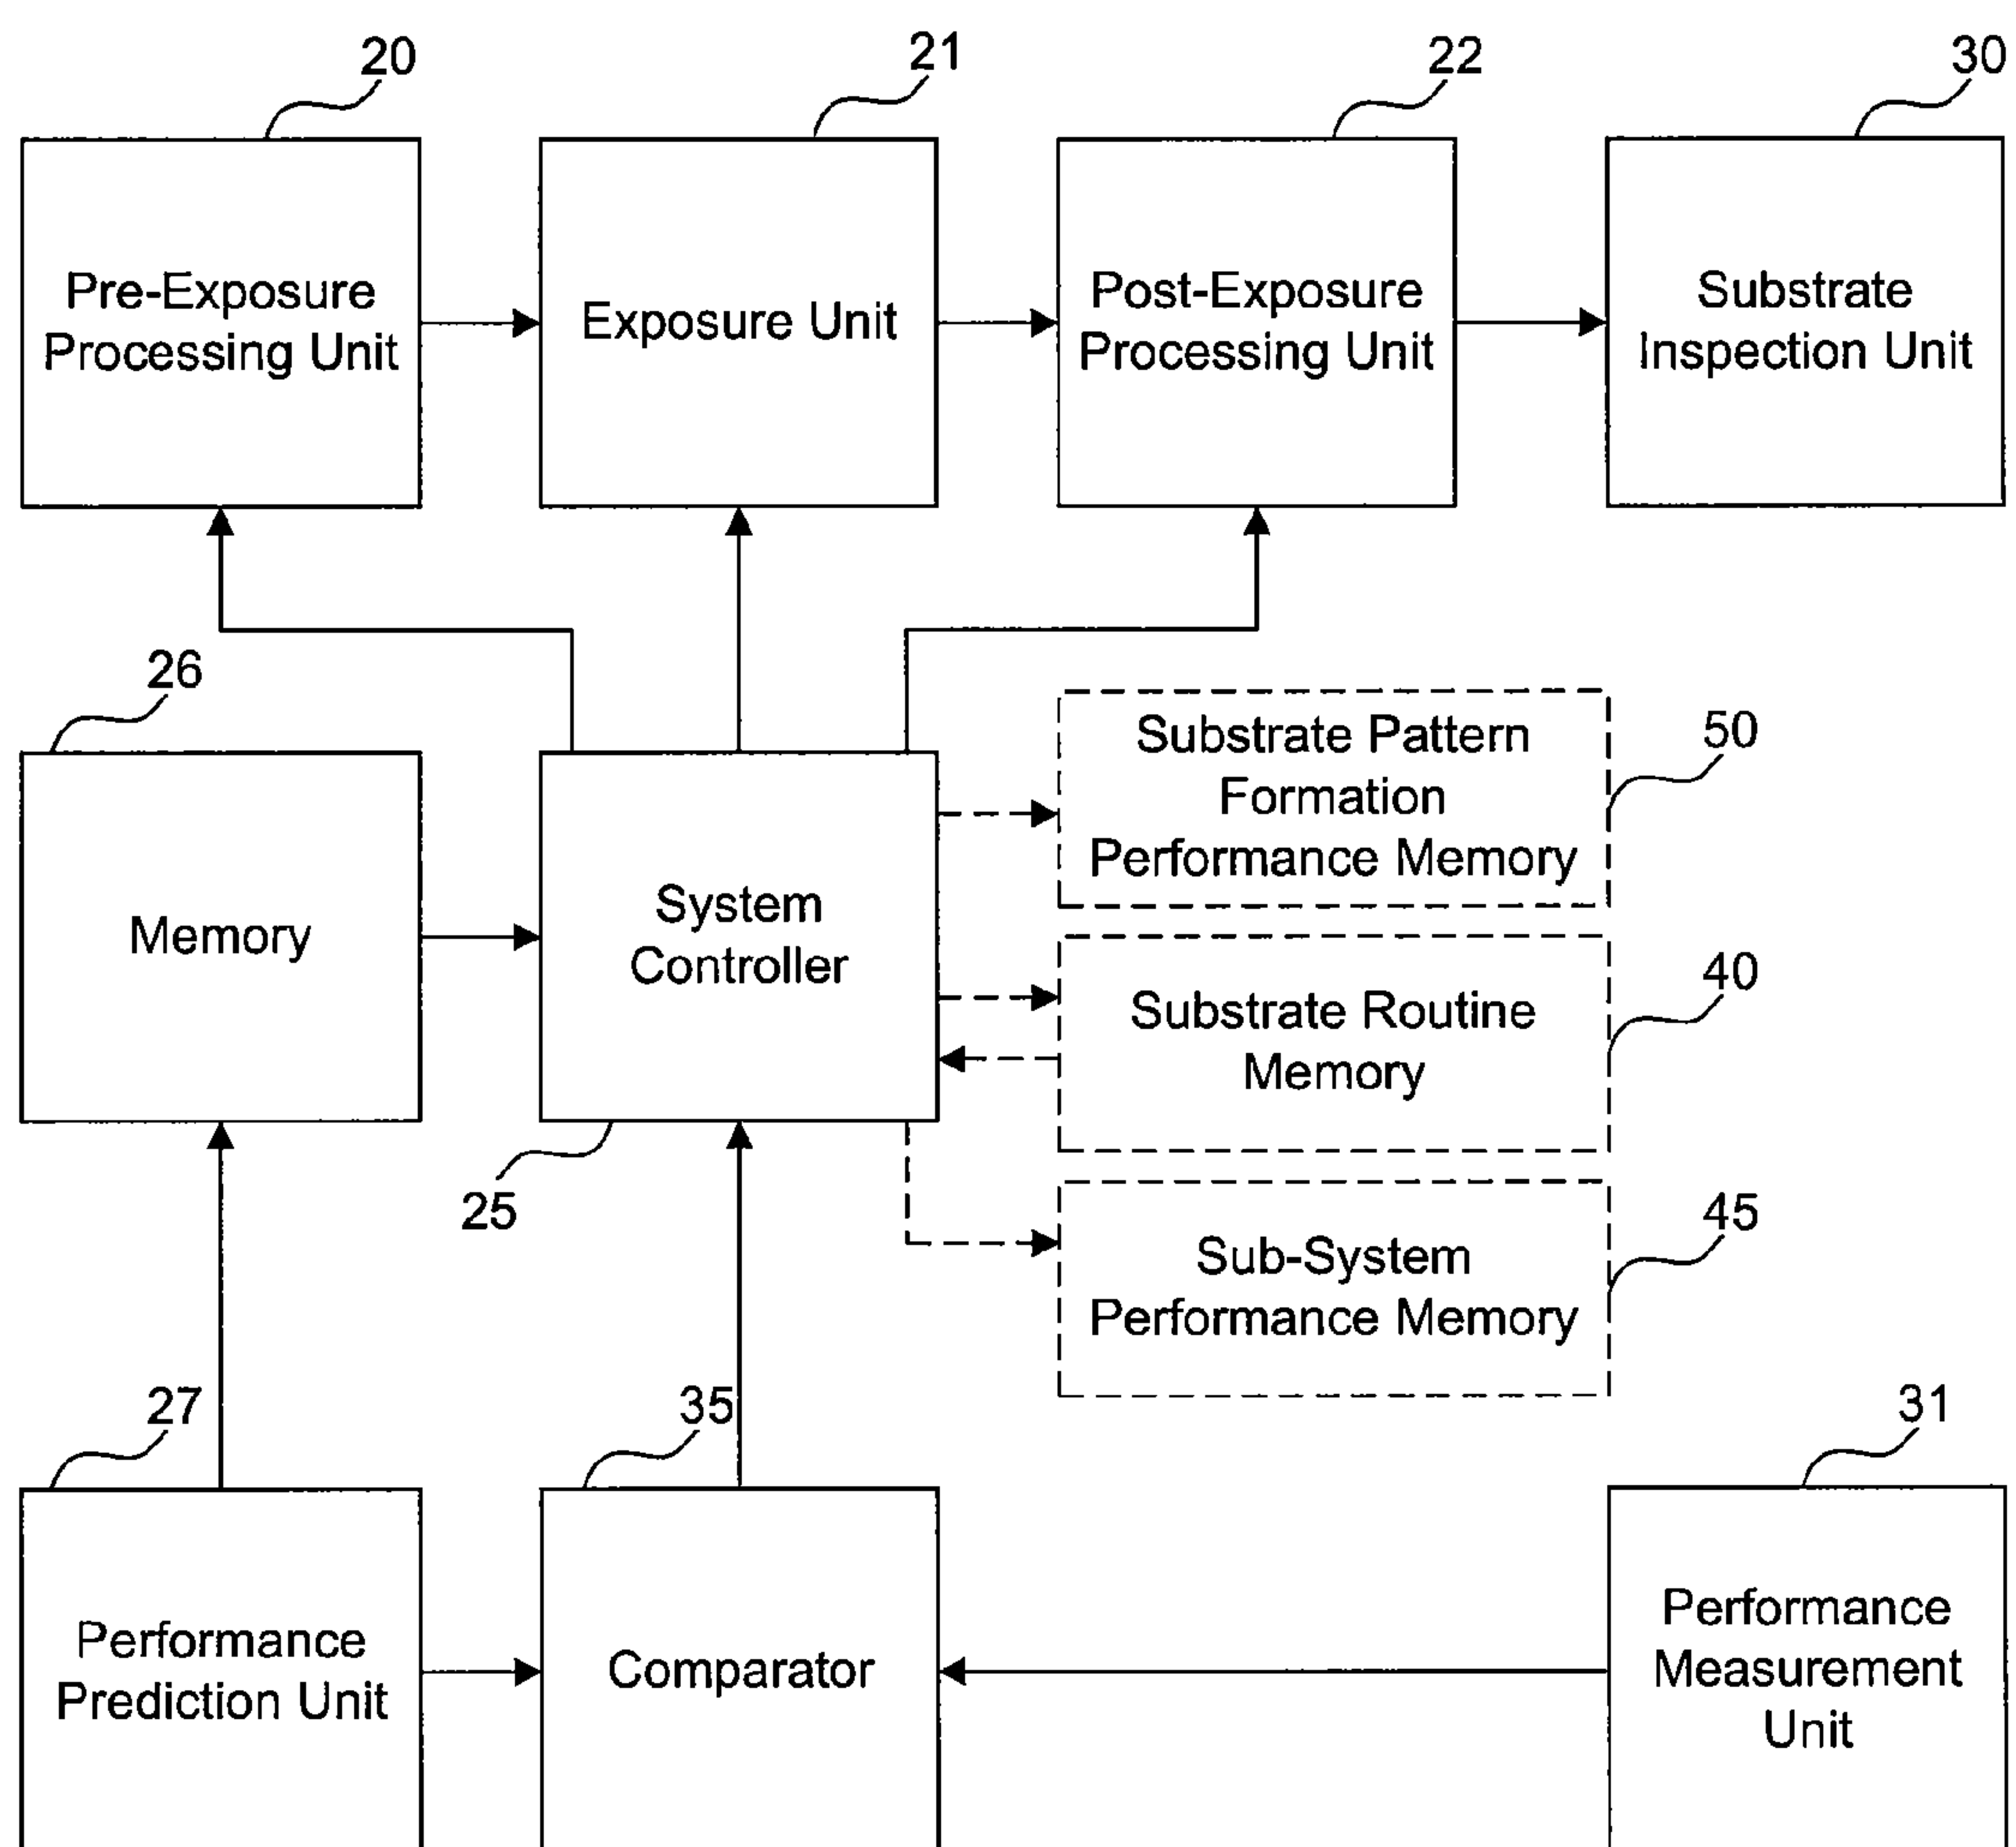 20
21
22
30
Pre-Exposure
Processing Unit
Exposure Unit
Post-Exposure
Processing Unit
Substrate
Inspection Unit
26
50
Substrate Pattern
Formation
Performance Memory
Memory
System
Controller
40
Substrate Routine
Memory
25
45
Sub-System
Performance Memory
27
35
31
Performance
Prediction Unit
Comparator
Performance
Measurement
Unit